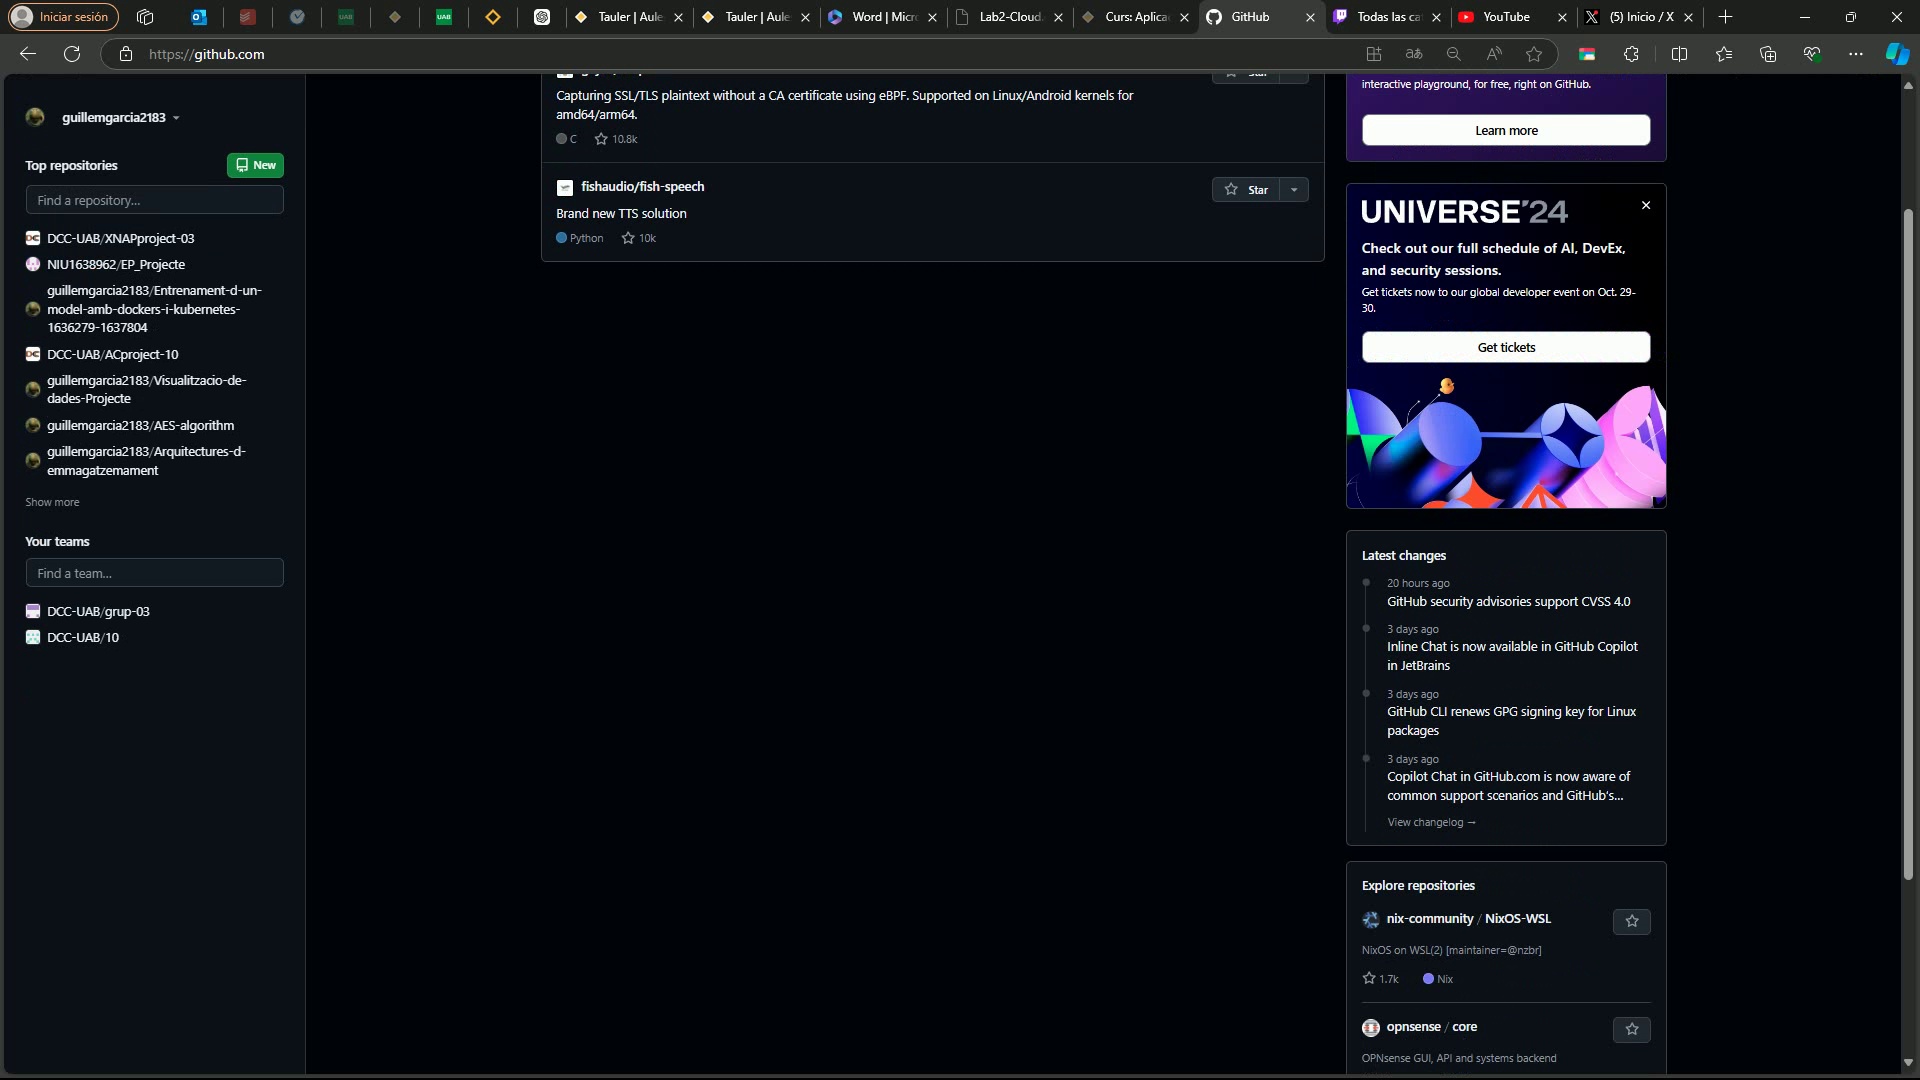 Iniciar sesión
UAB
UAB
Tauler | Aule
Tauler | Aule
Word | Micr
Lab2-Cloud.
Curs: Aplica
GitHub
Todas las ca
YouTube
(5) Inicio / X
https://github.com
guillemgarcia2183
Top repositories
New
Find a repository...
DCC-UAB/XNAPproject-03
NIU1638962/EP_Projecte
guillemgarcia2183/Entrenament-d-un-
model-amb-dockers-i-kubernetes-
1636279-1637804
DCC-UAB/ACproject-10
guillemgarcia2183/Visualitzacio-de-
dades-Projecte
guillemgarcia2183/AES-algorithm
guillemgarcia2183/Arquitectures-d-
emmagatzemament
Show more
Your teams
Find a team...
DCC-UAB/grup-03
DCC-UAB/10
Capturing SSL/TLS plaintext without a CA certificate using eBPF. Supported on Linux/Android kernels for
amd64/arm64.
C 10.8k
fishaudio/fish-speech
Star
Brand new TTS solution
Python 10k
interactive playground, for free, right on GitHub.
Learn more
UNIVERSE'24
Check out our full schedule of AI, DevEx,
and security sessions.
Get tickets now to our global developer event on Oct. 29-
30.
Get tickets
Latest changes
20 hours ago
GitHub security advisories support CVSS 4.0
3 days ago
Inline Chat is now available in GitHub Copilot
in JetBrains
3 days ago
GitHub CLI renews GPG signing key for Linux
packages
3 days ago
Copilot Chat in GitHub.com is now aware of
common support scenarios and GitHub's...
View changelog →
Explore repositories
nix-community / NixOS-WSL
NixOS on WSL(2) [maintainer=@nzbr]
1.7k Nix
opnsense / core
OPNsense GUI, API and systems backend